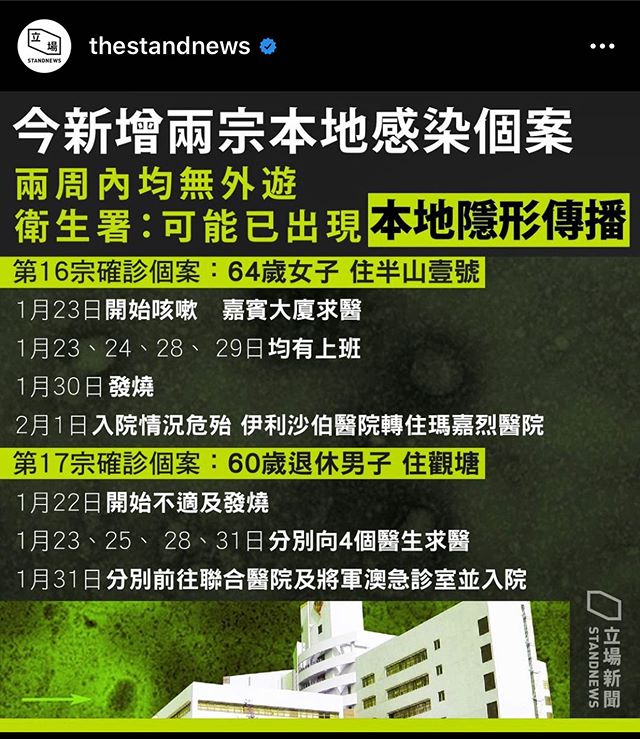 立場
STANDNEWS
thestandnews
今新增兩宗本地感染個案
兩周內均無外遊
衞生署：可能已出現 本地隱形傳播
第16宗確診個案：64歲女子 住半山壹號
1月23日開始咳嗽　嘉賓大廈求醫
1月23、24、28、 29日均有上班
1月30日發燒
2月1日入院情況危殆 伊利沙伯醫院轉住瑪嘉烈醫院
第17宗確診個案：60歲退休男子 住觀塘
1月22日開始不適及發燒
1月23、25、 28、31日分別向4個醫生求醫
1月31日分別前往聯合醫院及將軍澳急診室並入院
立場新聞
STANDNEWS